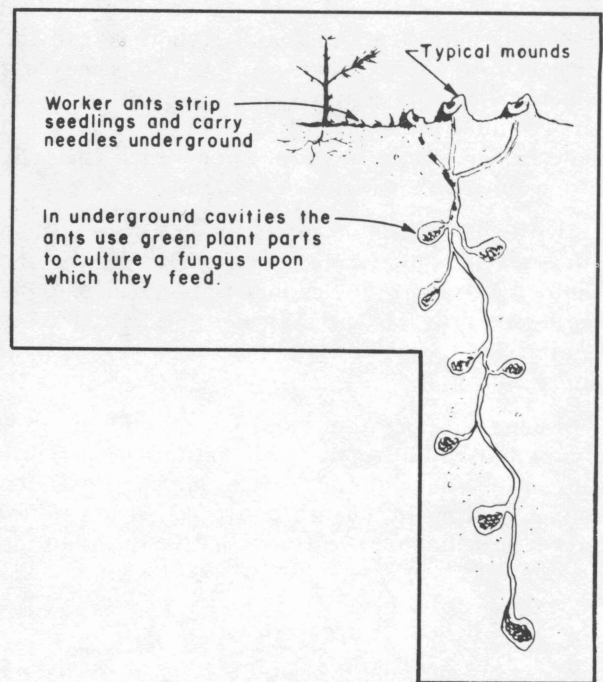 Typical mounds
Worker ants strip
seedlings and carry
needles underground
In underground cavities the
ants use green plant parts
to culture a fungus upon
which they feed.